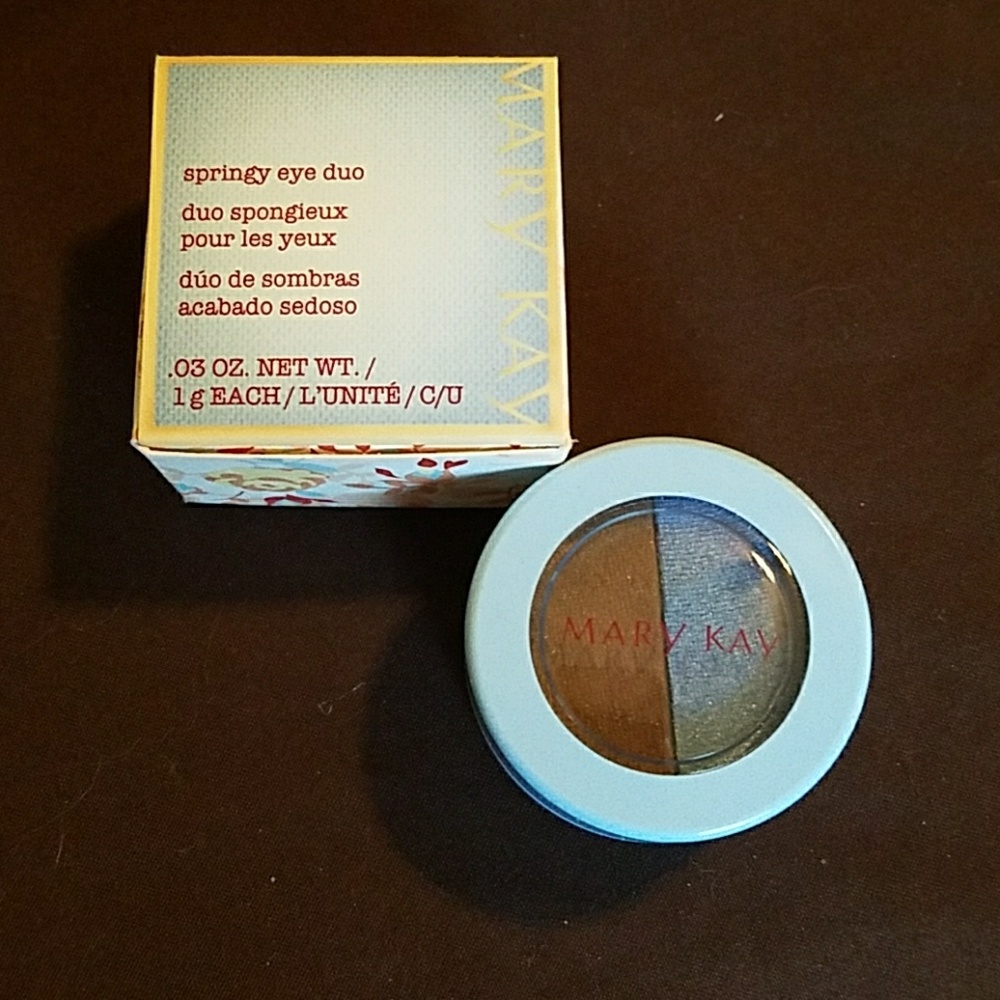 MARY KAY
springy eye duo
duo spongieux
pour les yeux
dúo de sombras
acabado sedoso
.03 OZ. NET WT. /
1 g EACH / L'UNITÉ / C/U
MARY KAY